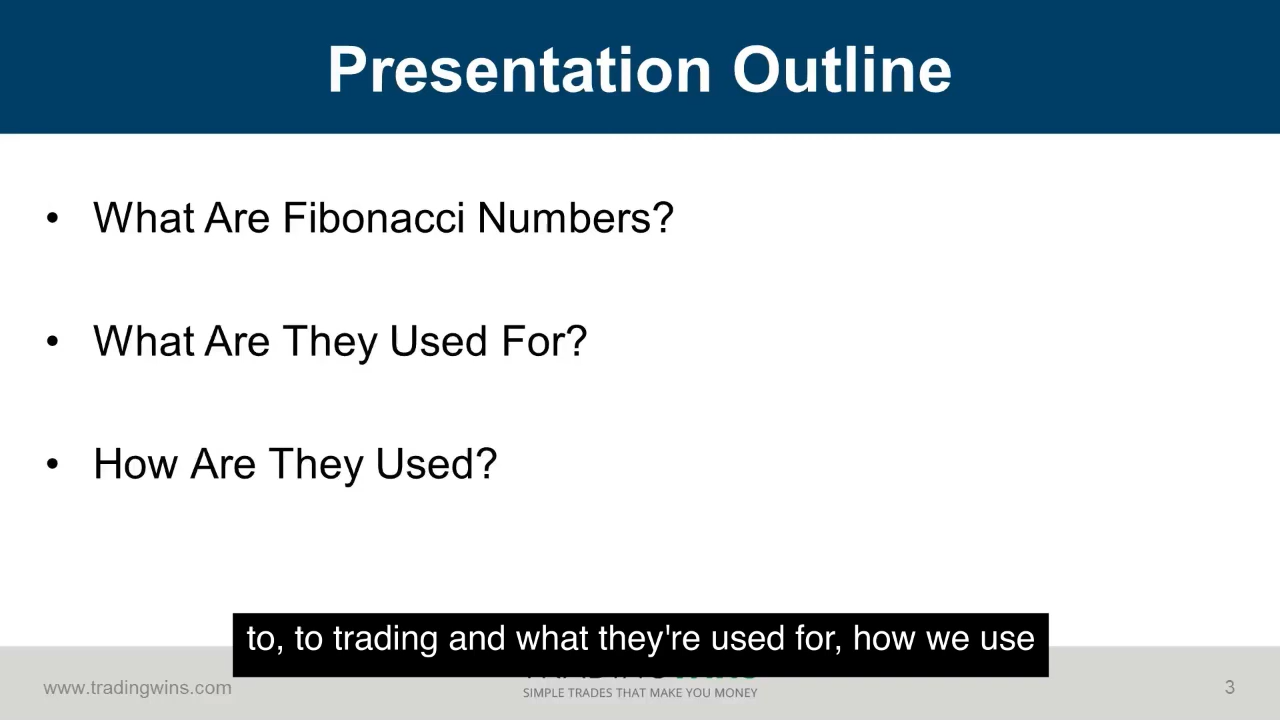 Presentation Outline
• What Are Fibonacci Numbers?
• What Are They Used For?
• How Are They Used?
to, to trading and what they're used for, how we use
www.tradingwins.com
SIMPLE TRADES THAT MAKE YOU MONEY
3